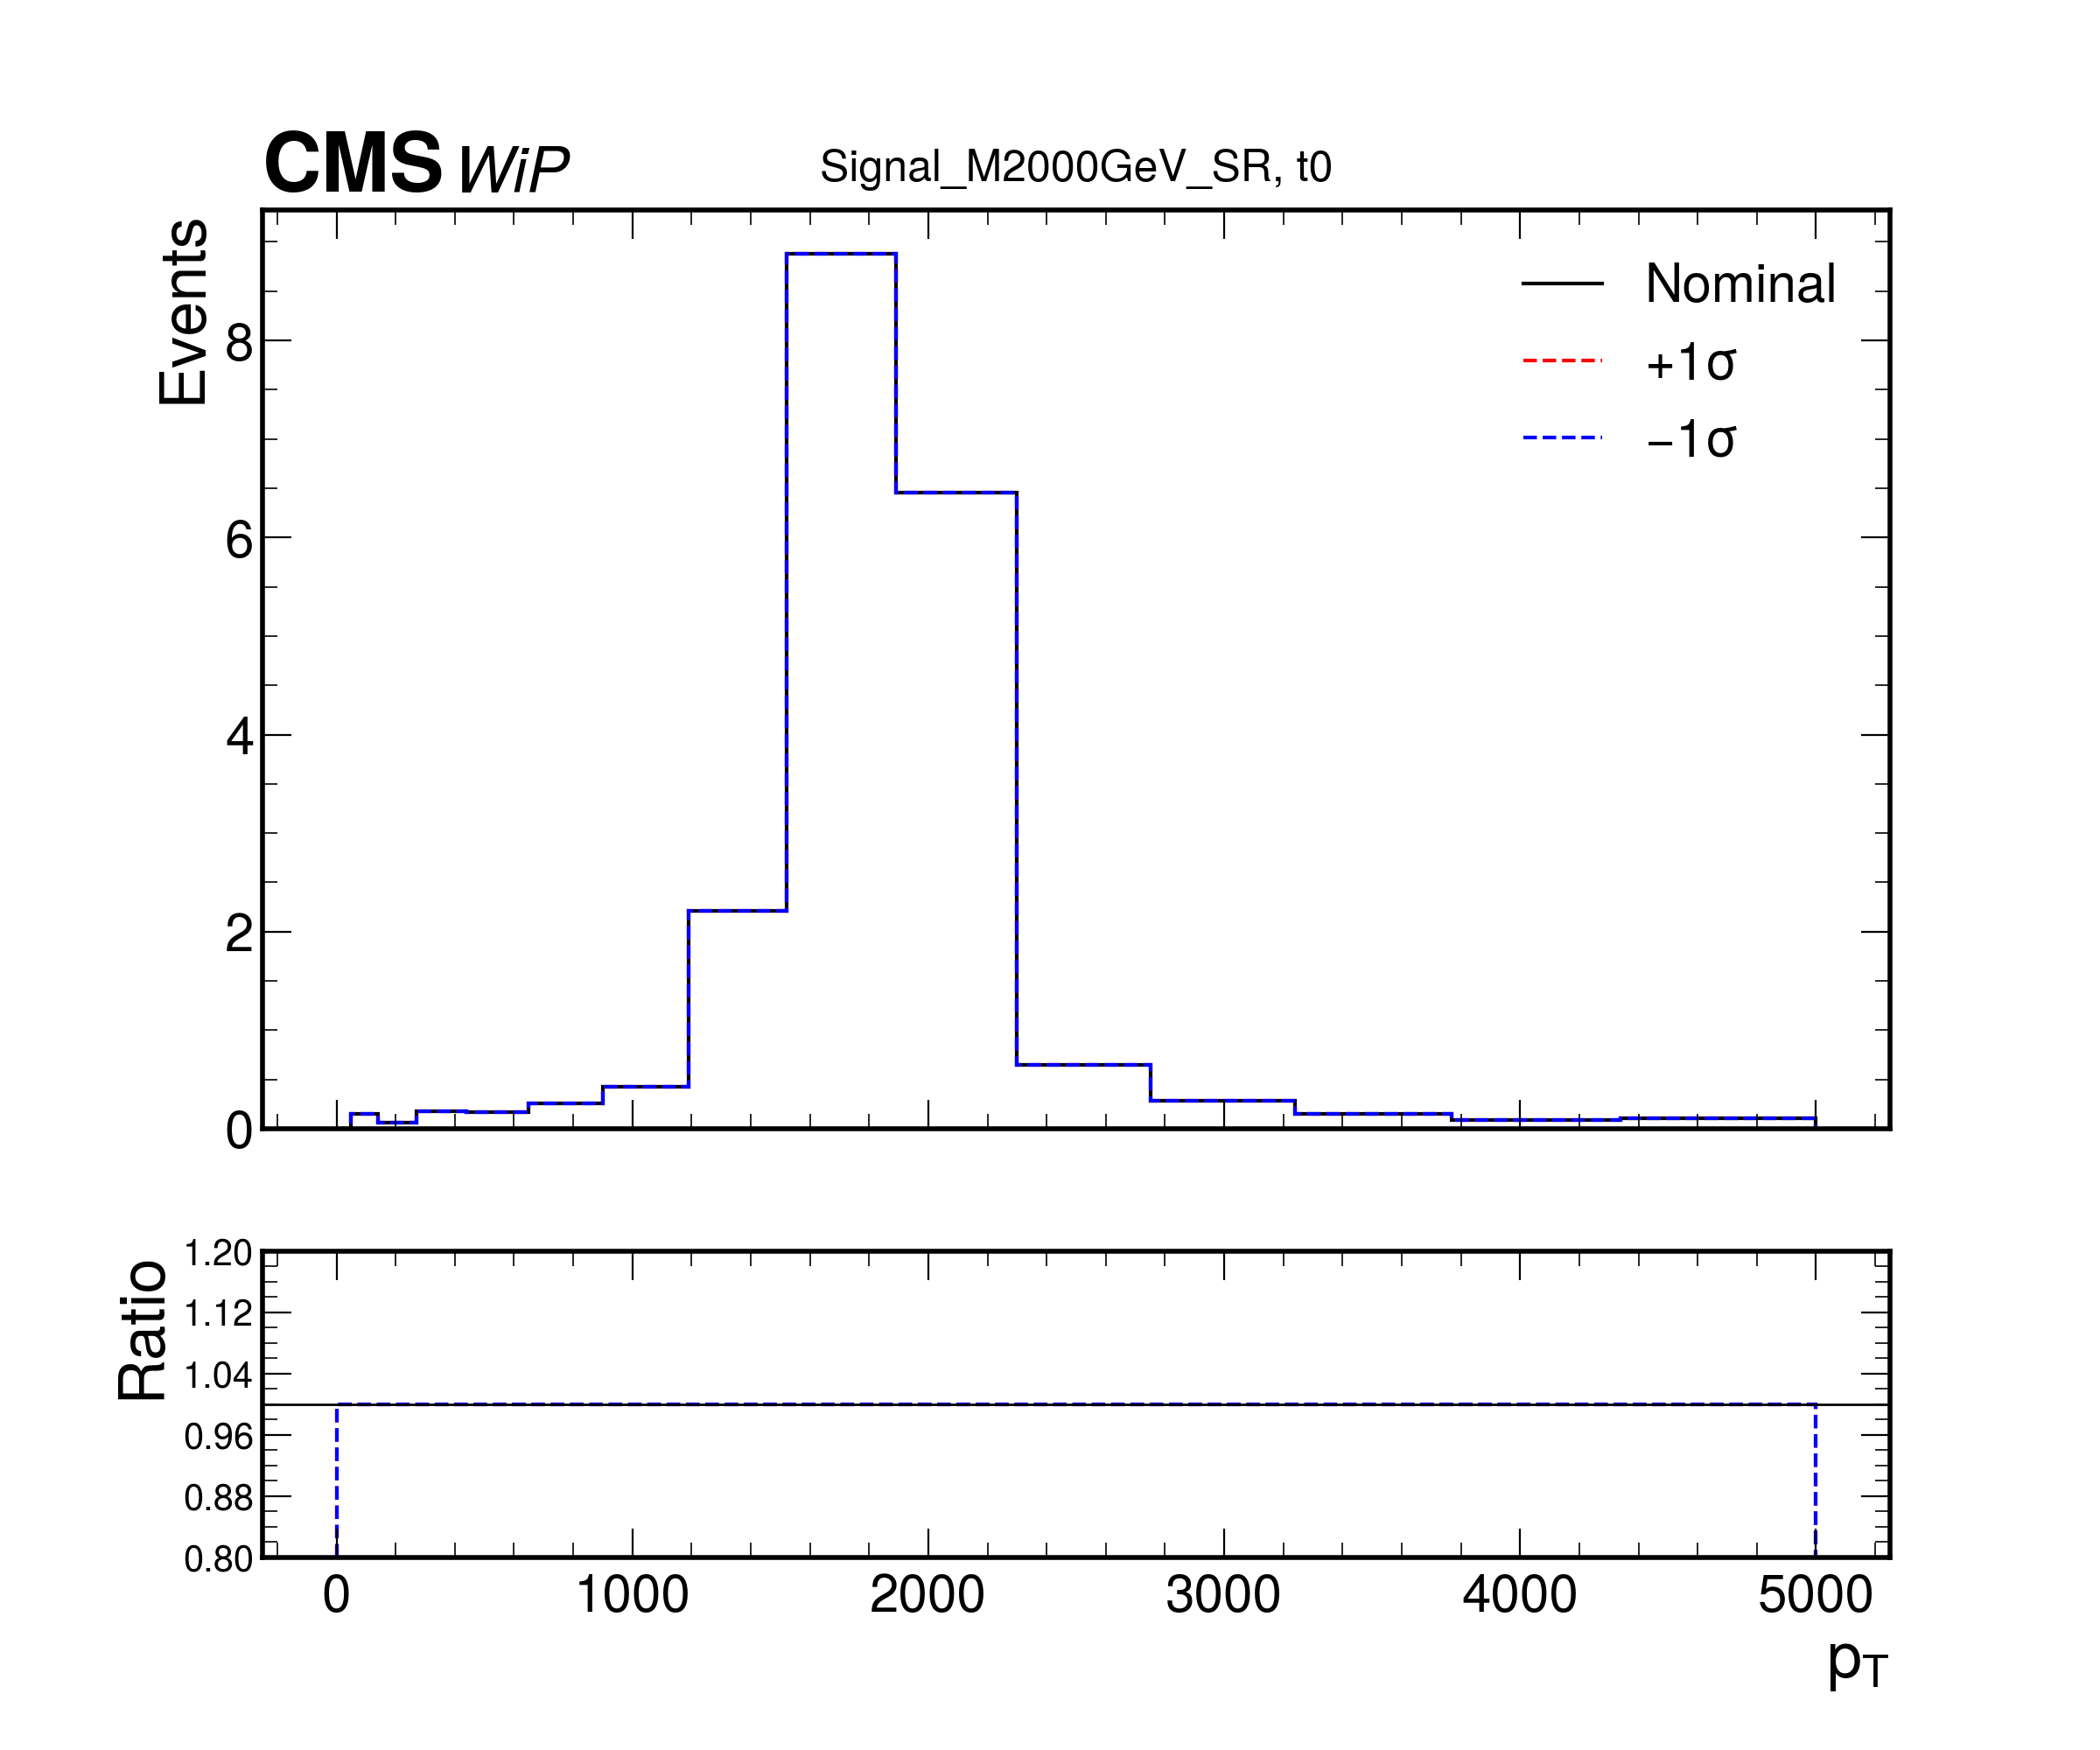 CMS WiP
Signal_M2000GeV_SR, t0
Events
8
6
4
2
0
Nominal
+1σ
−1σ
Ratio
1.20
1.12
1.04
0.96
0.88
0.80
0 1000 2000 3000 4000 5000
pT